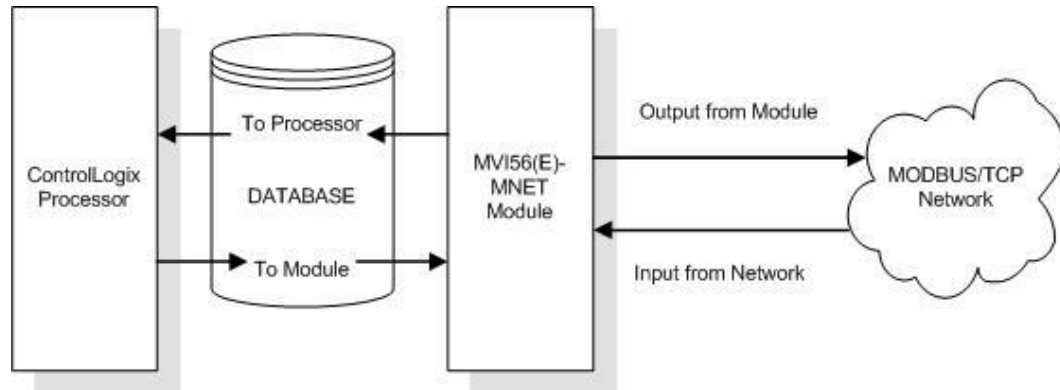 ControlLogix
Processor
To Processor
DATABASE
To Module
MVI56(E)-
MNET
Module
Output from Module
Input from Network
MODBUS/TCP
Network